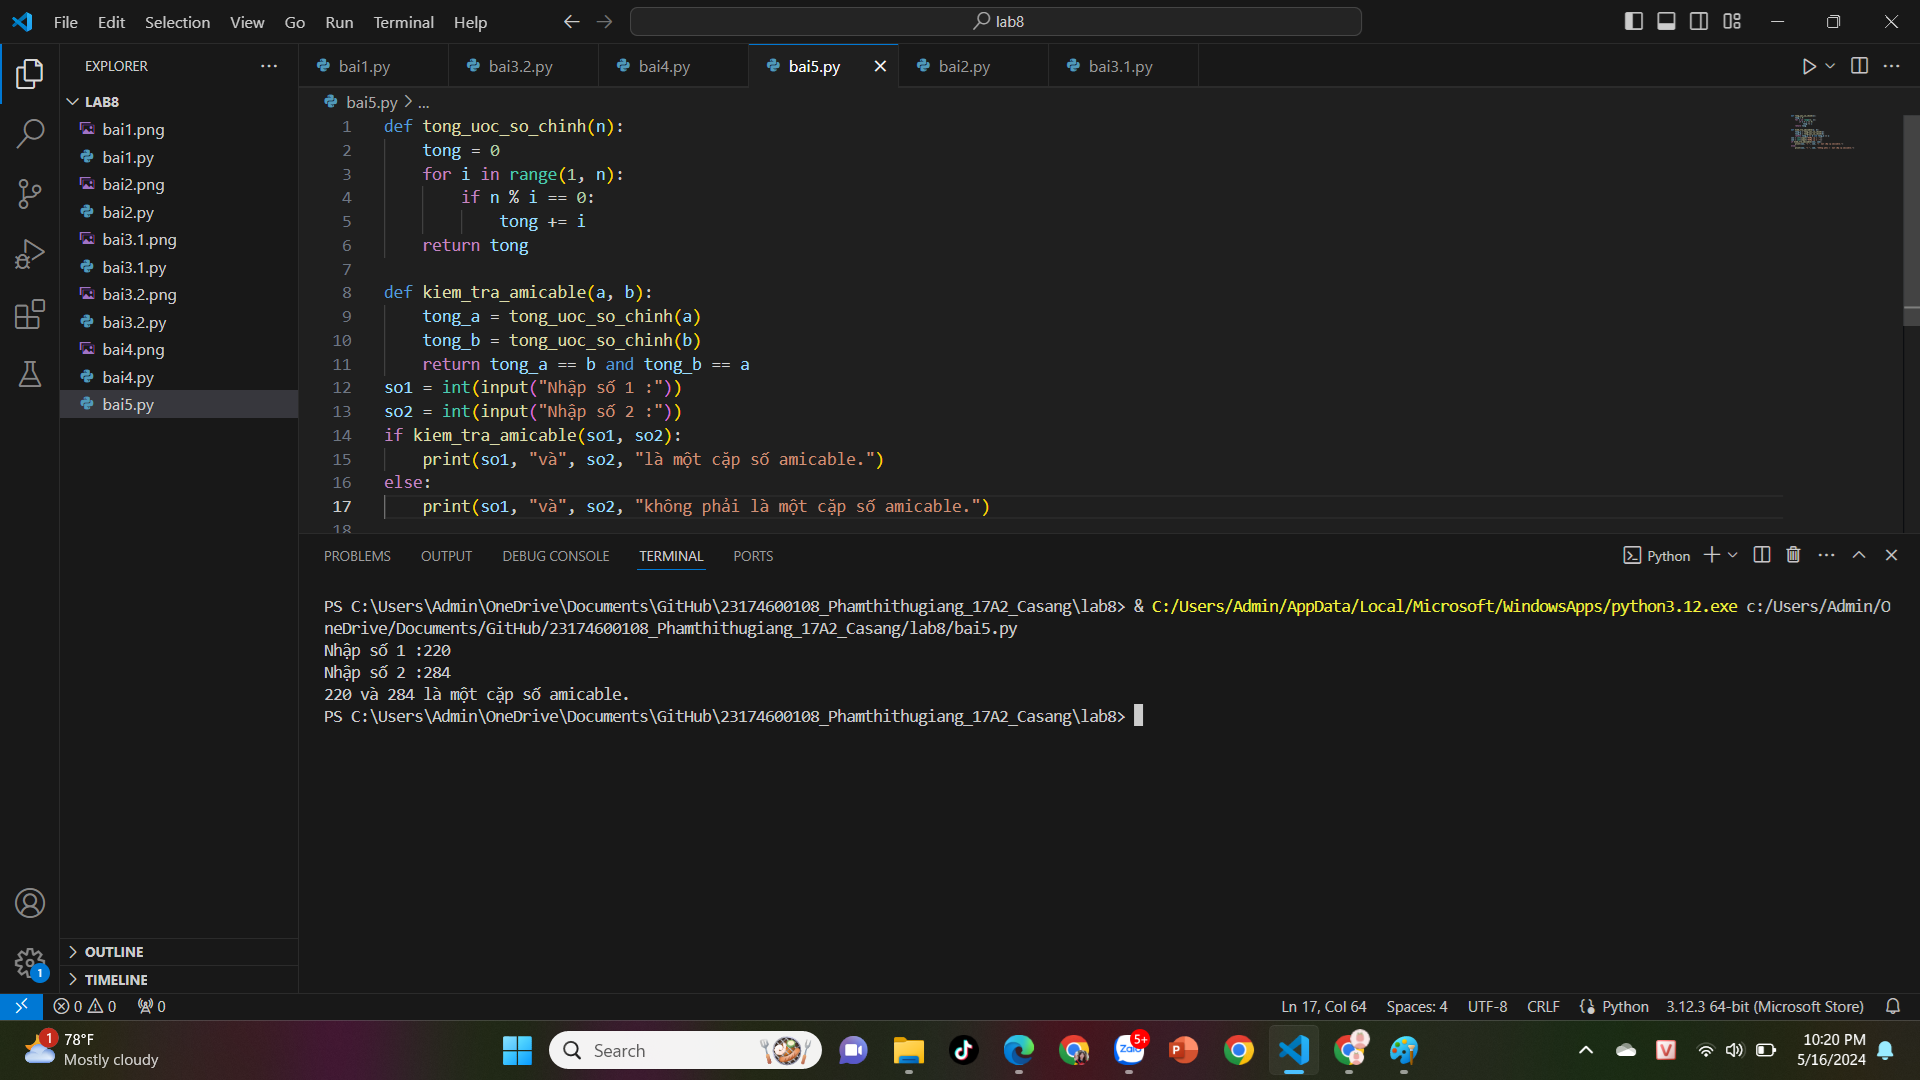 File Edit Selection View Go Run Terminal Help
lab8
EXPLORER
LAB8
bai1.png
bai1.py
bai2.png
bai2.py
bai3.1.png
bai3.1.py
bai3.2.png
bai3.2.py
bai4.png
bai4.py
bai5.py
OUTLINE
TIMELINE
bai1.py bai3.2.py bai4.py bai5.py bai2.py bai3.1.py
bai5.py > ...
1 def tong_uoc_so_chinh(n):
2 tong = 0
3 for i in range(1, n):
4 if n % i == 0:
5 tong += i
6 return tong
7
8 def kiem_tra_amicable(a, b):
9 tong_a = tong_uoc_so_chinh(a)
10 tong_b = tong_uoc_so_chinh(b)
11 return tong_a == b and tong_b == a
12 so1 = int(input("Nhập số 1 :"))
13 so2 = int(input("Nhập số 2 :"))
14 if kiem_tra_amicable(so1, so2):
15 print(so1, "và", so2, "là một cặp số amicable.")
16 else:
17 print(so1, "và", so2, "không phải là một cặp số amicable.")
18
PROBLEMS OUTPUT DEBUG CONSOLE TERMINAL PORTS
Python
PS C:\Users\Admin\OneDrive\Documents\GitHub\23174600108_Phamthithugiang_17A2_Casang\lab8> & C:/Users/Admin/AppData/Local/Microsoft/WindowsApps/python3.12.exe c:/Users/Admin/O
neDrive/Documents/GitHub/23174600108_Phamthithugiang_17A2_Casang/lab8/bai5.py
Nhập số 1 :220
Nhập số 2 :284
220 và 284 là một cặp số amicable.
PS C:\Users\Admin\OneDrive\Documents\GitHub\23174600108_Phamthithugiang_17A2_Casang\lab8>
1
0 0 0
Ln 17, Col 64 Spaces: 4 UTF-8 CRLF Python 3.12.3 64-bit (Microsoft Store)
1
78°F
Mostly cloudy
Search
Zalo
5+
P
V
10:20 PM
5/16/2024